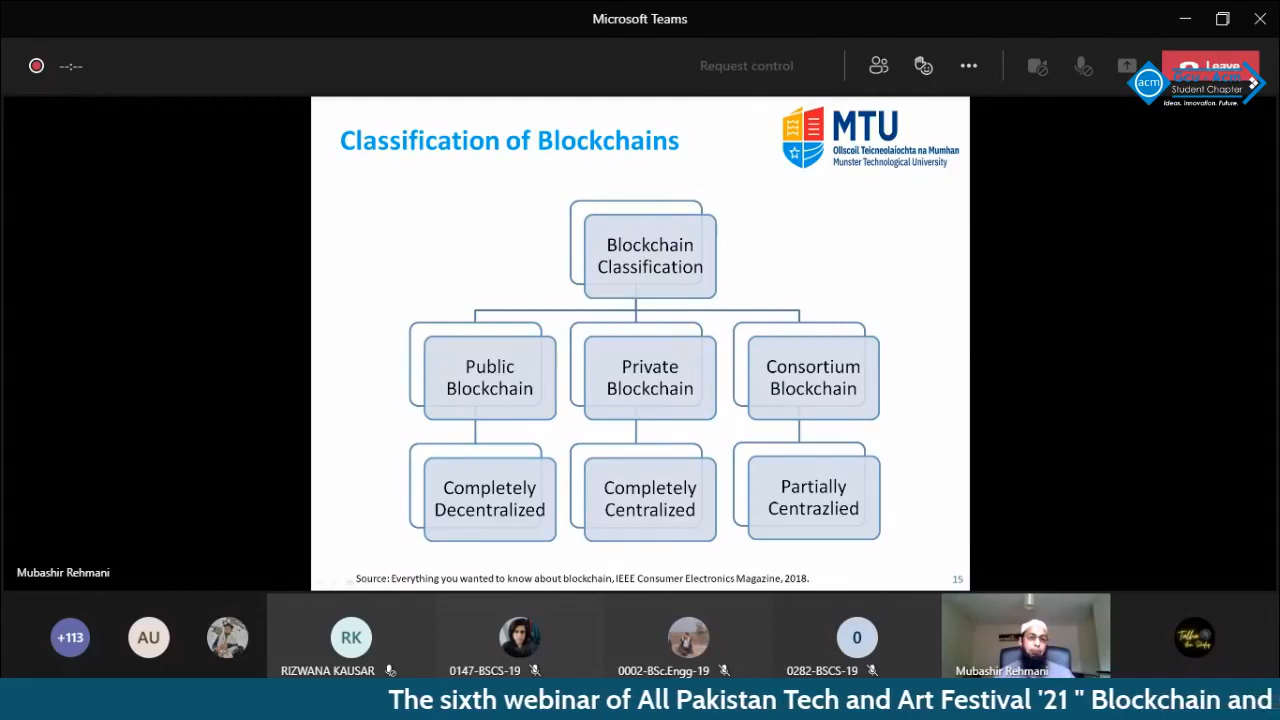 Microsoft Teams
--:--
Request control
Leave
acm
Student Chapter
Ideas. Innovation. Future.
Classification of Blockchains
MTU
Ollscoil Teicneolaíochta na Mumhan
Munster Technological University
Blockchain
Classification
Public
Blockchain
Private
Blockchain
Consortium
Blockchain
Completely
Decentralized
Completely
Centralized
Partially
Centrazlied
Source: Everything you wanted to know about blockchain, IEEE Consumer Electronics Magazine, 2018.
15
Mubashir Rehmani
+113
AU
RK
RIZWANA KAUSAR
0147-BSCS-19
0002-BSc.Engg-19
0
0282-BSCS-19
Mubashir Rehmani
The sixth webinar of All Pakistan Tech and Art Festival '21 " Blockchain and